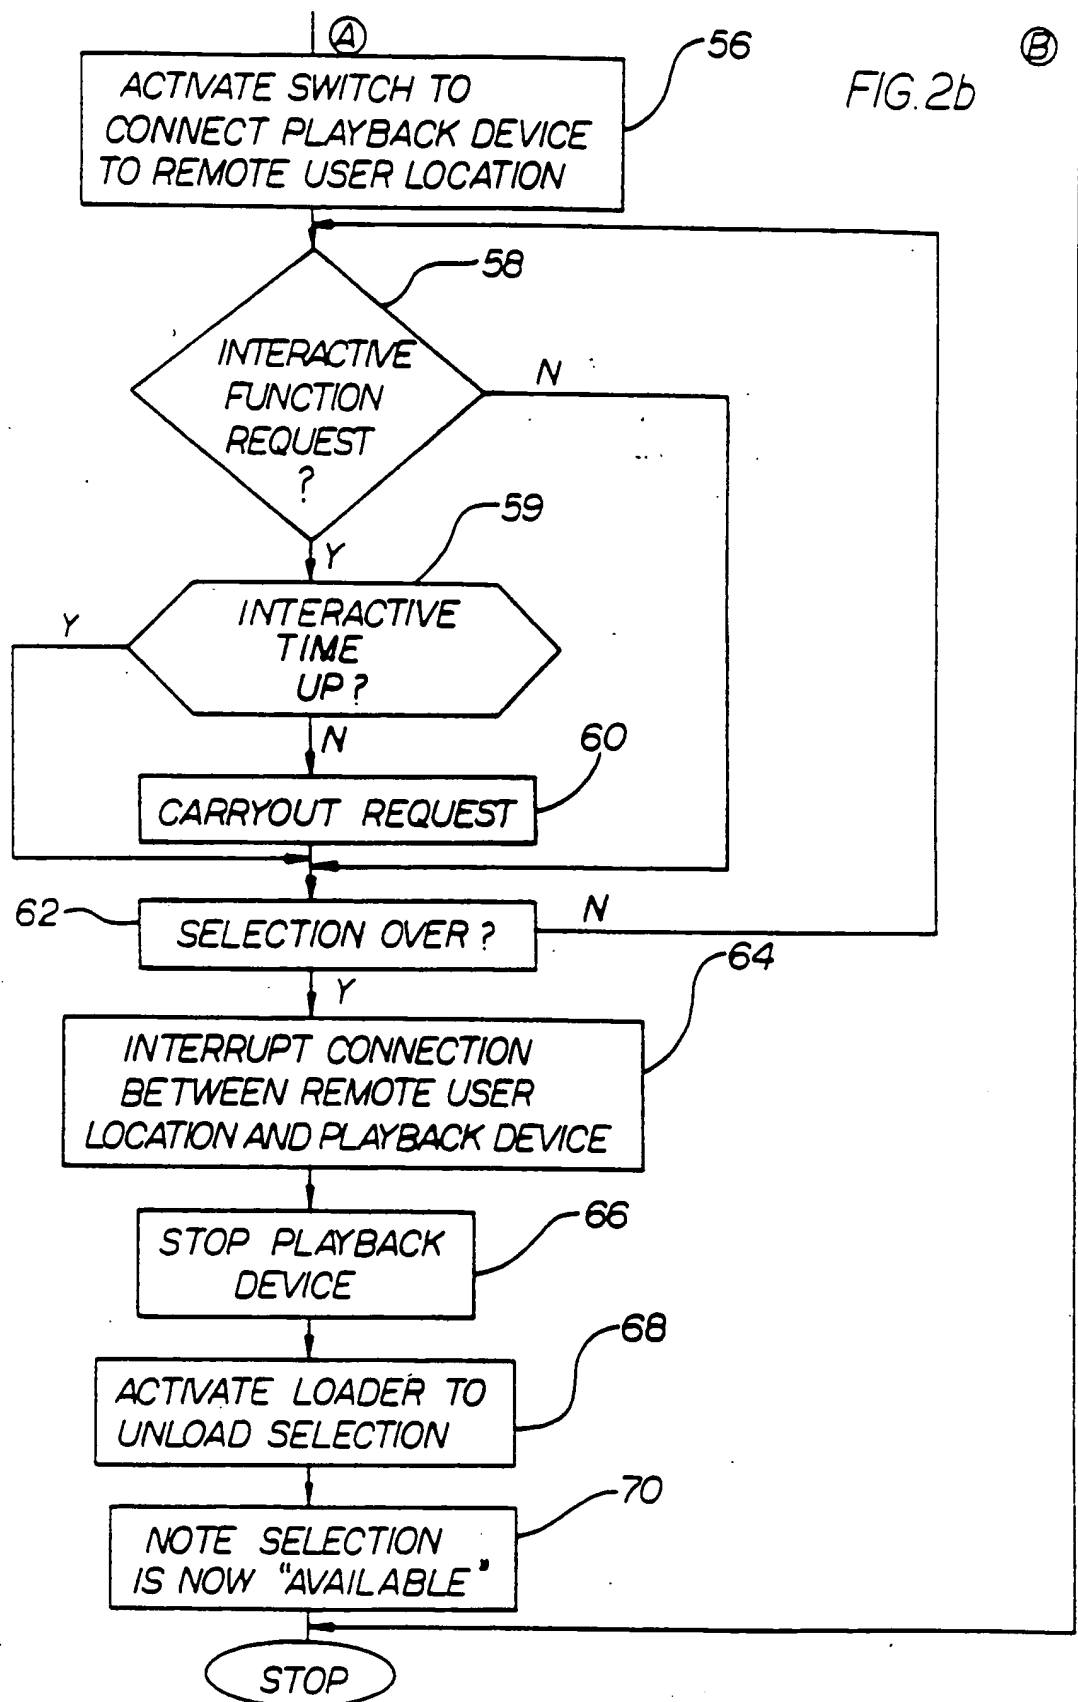 A
B
FIG. 2b
56
ACTIVATE SWITCH TO
CONNECT PLAYBACK DEVICE
TO REMOTE USER LOCATION
58
INTERACTIVE
FUNCTION
REQUEST
?
N
Y
59
INTERACTIVE
TIME
UP?
Y
N
60
CARRYOUT REQUEST
62
SELECTION OVER?
N
Y
64
INTERRUPT CONNECTION
BETWEEN REMOTE USER
LOCATION AND PLAYBACK DEVICE
66
STOP PLAYBACK
DEVICE
68
ACTIVATE LOADER TO
UNLOAD SELECTION
70
NOTE SELECTION
IS NOW "AVAILABLE"
STOP